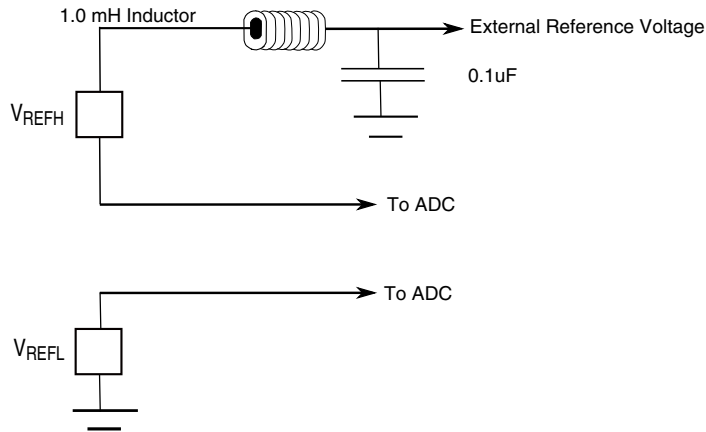 1.0 mH Inductor
External Reference Voltage
0.1uF
VREFH
To ADC
To ADC
VREFL